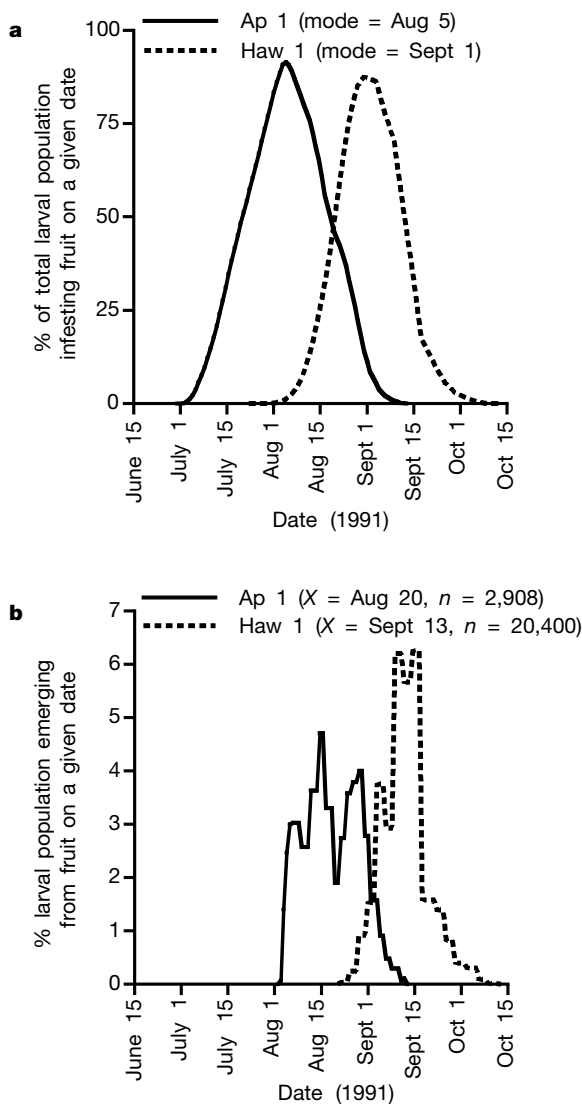 a
Ap 1 (mode = Aug 5)
Haw 1 (mode = Sept 1)
% of total larval population
infesting fruit on a given date
100
75
50
25
0
June 15
July 1
July 15
Aug 1
Aug 15
Sept 1
Sept 15
Oct 1
Oct 15
Date (1991)
b
Ap 1 (X = Aug 20, n = 2,908)
Haw 1 (X = Sept 13, n = 20,400)
% larval population emerging
from fruit on a given date
7
6
5
4
3
2
1
0
June 15
July 1
July 15
Aug 1
Aug 15
Sept 1
Sept 15
Oct 1
Oct 15
Date (1991)